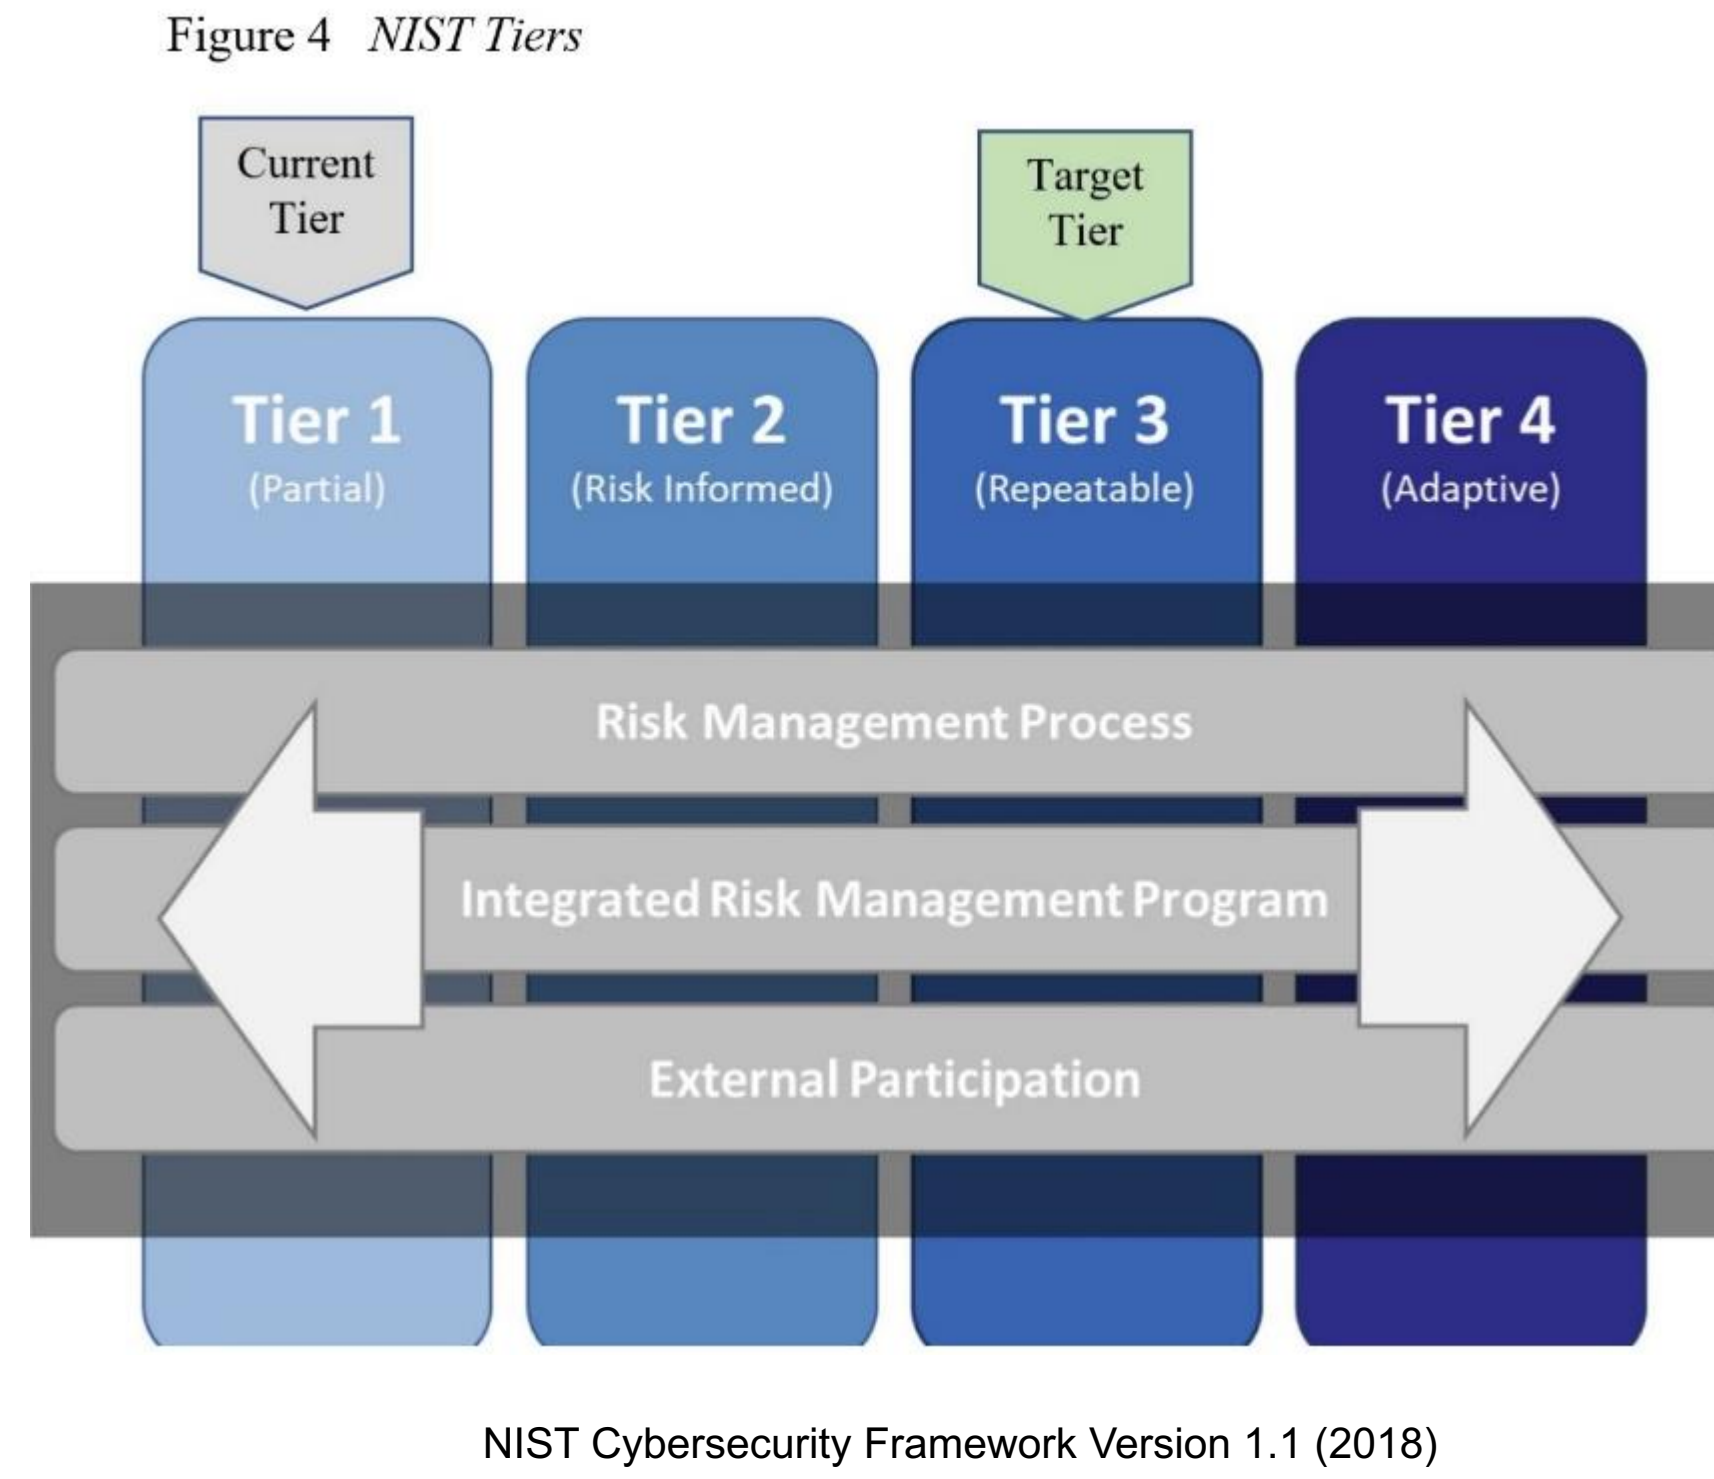 Figure 4 NIST Tiers
Current
Tier
Target
Tier
Tier 1
(Partial)
Tier 2
(Risk Informed)
Tier 3
(Repeatable)
Tier 4
(Adaptive)
Risk Management Process
Integrated Risk Management Program
External Participation
NIST Cybersecurity Framework Version 1.1 (2018)